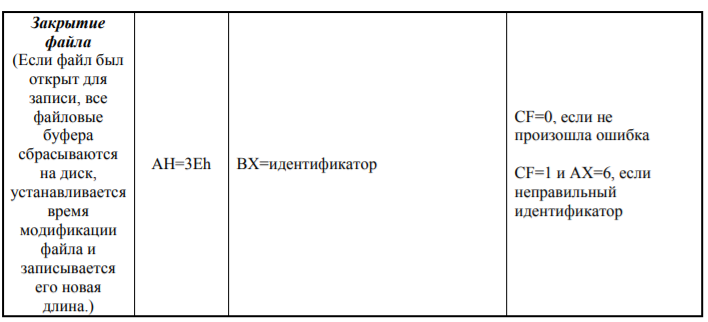 Закрытие
файла
(Если файл был
открыт для
записи, все
файловые
буфера
сбрасываются
на диск,
устанавливается
время
модификации
файла и
записывается
его новая
длина.)
AH=3Eh
BX=идентификатор
CF=0, если не
произошла ошибка
CF=1 и AX=6, если
неправильный
идентификатор